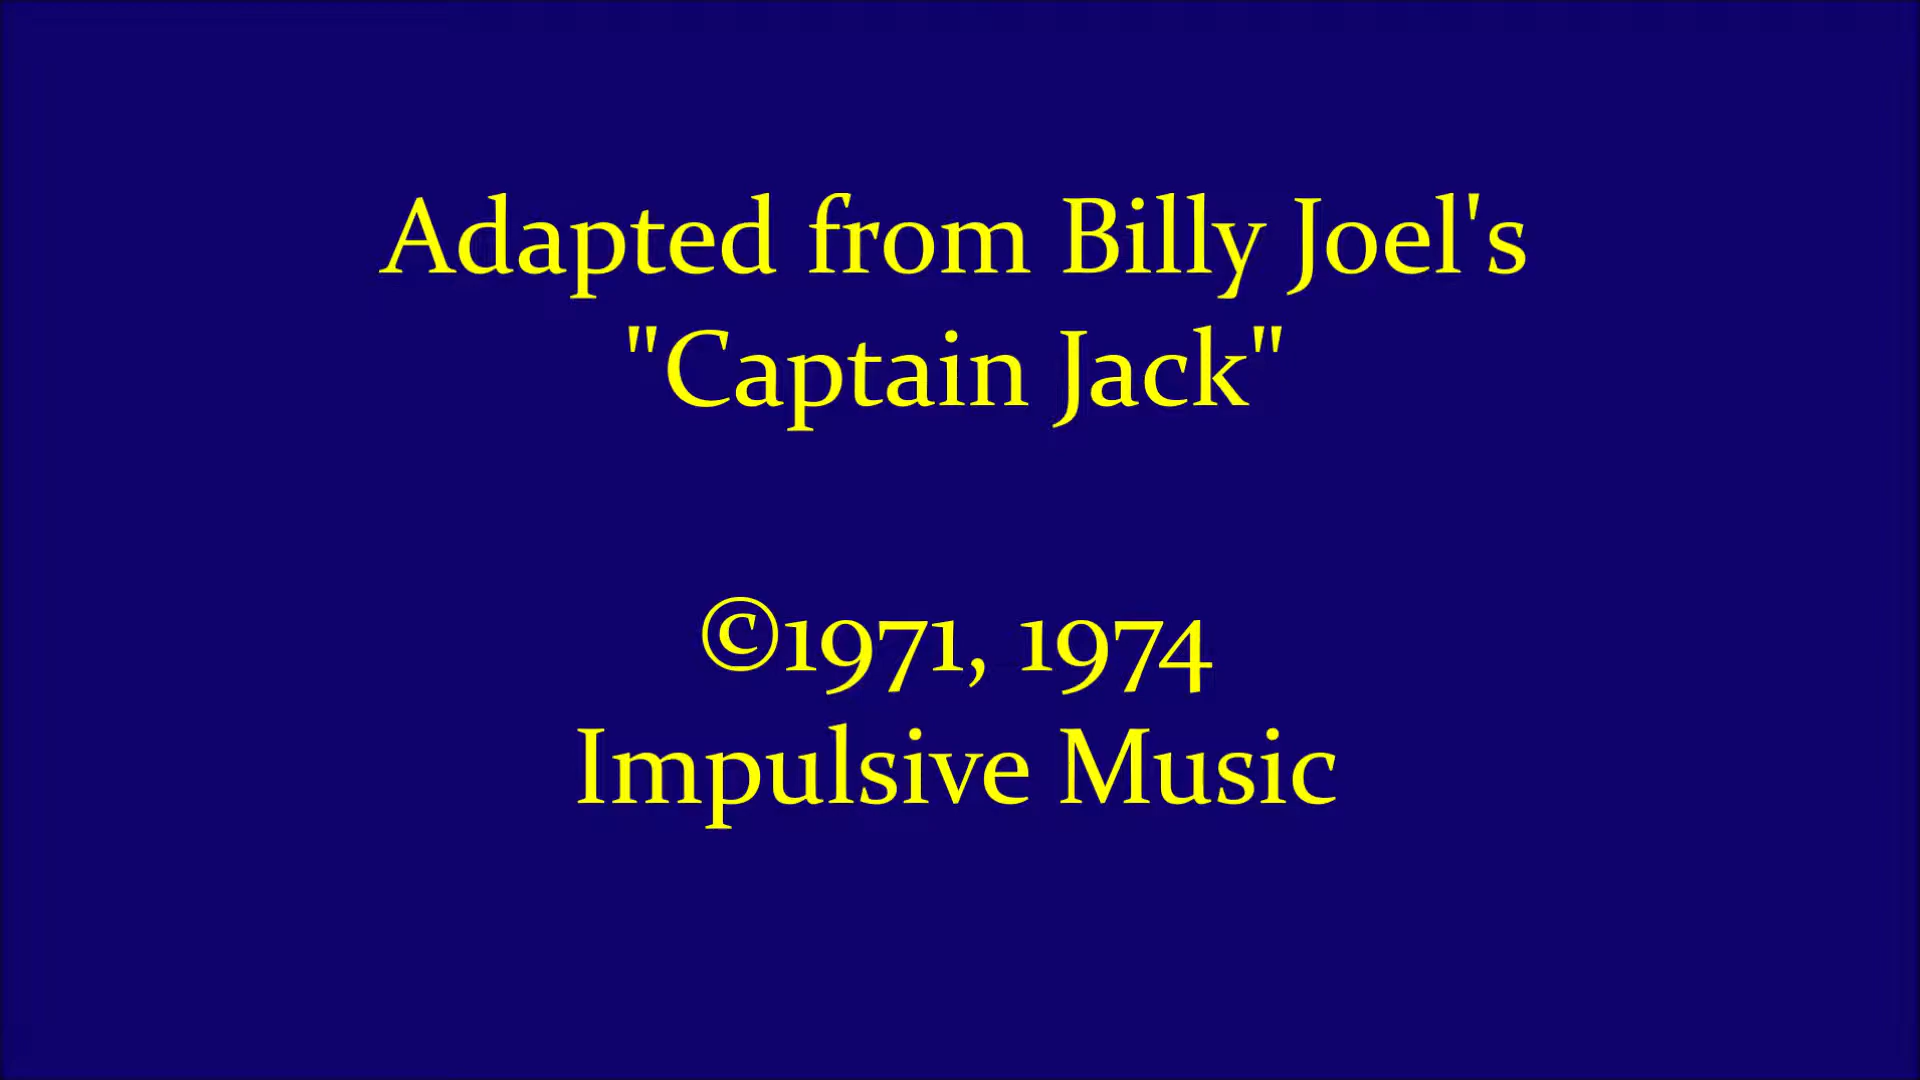 Adapted from Billy Joel's
"Captain Jack"
©1971, 1974
Impulsive Music